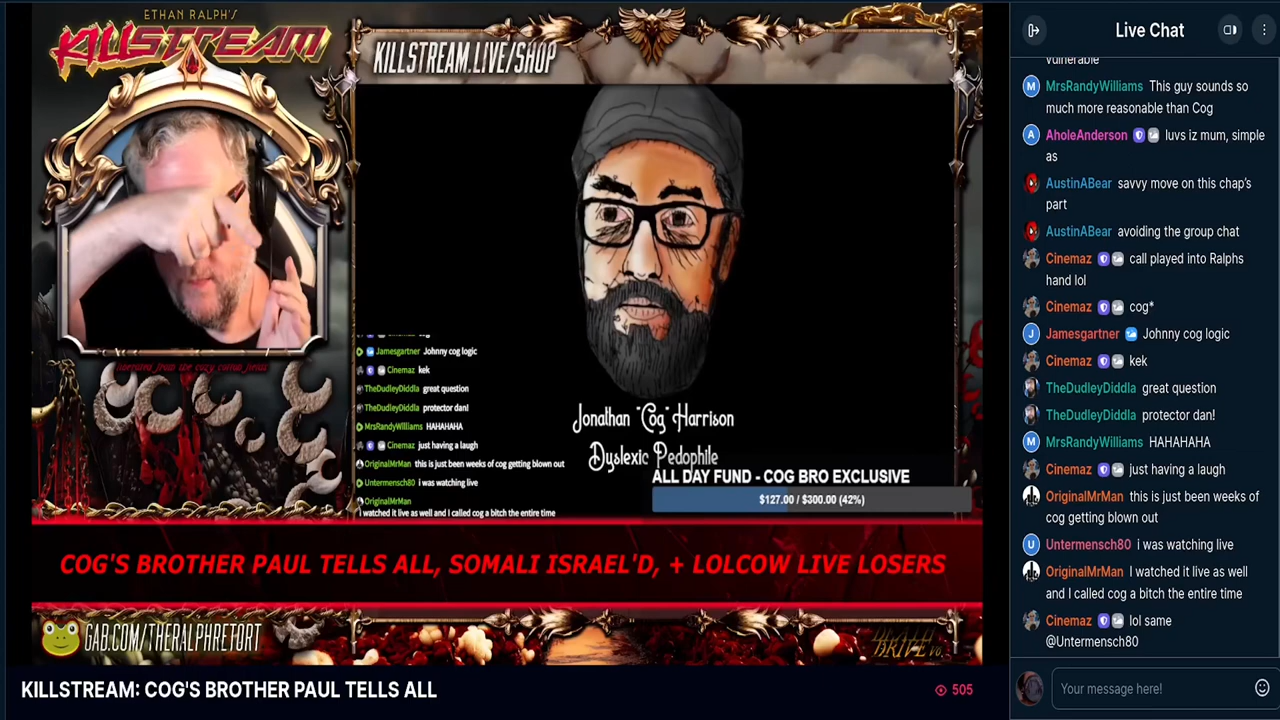 ETHAN RALPH'S
KILLSTREAM
KILLSTREAM.LIVE/SHOP
Jamesgartner Johnny cog logic
Cinemaz kek
TheDudleyDiddla great question
TheDudleyDiddla protector dan!
MrsRandyWilliams HAHAHAHA
Cinemaz just having a laugh
OriginalMrMan this is just been weeks of cog getting blown out
Untermensch80 i was watching live
OriginalMrMan
I watched it live as well and I called cog a bitch the entire time
Jonathan "Cog" Harrison
Dyslexic Pedophile
ALL DAY FUND - COG BRO EXCLUSIVE
$127.00 / $300.00 (42%)
COG'S BROTHER PAUL TELLS ALL, SOMALI ISRAEL'D, + LOLCOW LIVE LOSERS
GAB.COM/THERALPHRETORT
KILLSTREAM: COG'S BROTHER PAUL TELLS ALL
505
Live Chat
vulnerable
M MrsRandyWilliams This guy sounds so
much more reasonable than Cog
A AholeAnderson luvs iz mum, simple
as
AustinABear savvy move on this chap's
part
AustinABear avoiding the group chat
Cinemaz call played into Ralphs
hand lol
Cinemaz cog*
J Jamesgartner Johnny cog logic
Cinemaz kek
TheDudleyDiddla great question
TheDudleyDiddla protector dan!
M MrsRandyWilliams HAHAHAHA
Cinemaz just having a laugh
OriginalMrMan this is just been weeks of
cog getting blown out
U Untermensch80 i was watching live
OriginalMrMan I watched it live as well
and I called cog a bitch the entire time
Cinemaz lol same
@Untermensch80
Your message here!